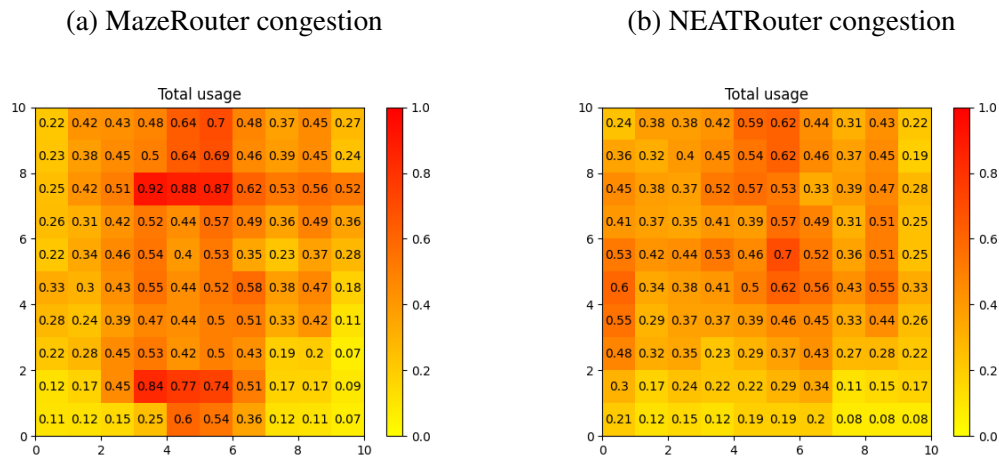 (a) MazeRouter congestion
(b) NEATRouter congestion
Total usage
10
8
6
4
2
0
0.22 0.42 0.43 0.48 0.64 0.7 0.48 0.37 0.45 0.27
0.23 0.38 0.45 0.5 0.64 0.69 0.46 0.39 0.45 0.24
0.25 0.42 0.51 0.92 0.88 0.87 0.62 0.53 0.56 0.52
0.26 0.31 0.42 0.52 0.44 0.57 0.49 0.36 0.49 0.36
0.22 0.34 0.46 0.54 0.4 0.53 0.35 0.23 0.37 0.28
0.33 0.3 0.43 0.55 0.44 0.52 0.58 0.38 0.47 0.18
0.28 0.24 0.39 0.47 0.44 0.5 0.51 0.33 0.42 0.11
0.22 0.28 0.45 0.53 0.42 0.5 0.43 0.19 0.2 0.07
0.12 0.17 0.45 0.84 0.77 0.74 0.51 0.17 0.17 0.09
0.11 0.12 0.15 0.25 0.6 0.54 0.36 0.12 0.11 0.07
0 2 4 6 8 10
1.0
0.8
0.6
0.4
0.2
0.0
Total usage
10
8
6
4
2
0
0.24 0.38 0.38 0.42 0.59 0.62 0.44 0.31 0.43 0.22
0.36 0.32 0.4 0.45 0.54 0.62 0.46 0.37 0.45 0.19
0.45 0.38 0.37 0.52 0.57 0.53 0.33 0.39 0.47 0.28
0.41 0.37 0.35 0.41 0.39 0.57 0.49 0.31 0.51 0.25
0.53 0.42 0.44 0.53 0.46 0.7 0.52 0.36 0.51 0.25
0.6 0.34 0.38 0.41 0.5 0.62 0.56 0.43 0.55 0.33
0.55 0.29 0.37 0.37 0.39 0.46 0.45 0.33 0.44 0.26
0.48 0.32 0.35 0.23 0.29 0.37 0.43 0.27 0.28 0.22
0.3 0.17 0.24 0.22 0.22 0.29 0.34 0.11 0.15 0.17
0.21 0.12 0.15 0.12 0.19 0.19 0.2 0.08 0.08 0.08
0 2 4 6 8 10
1.0
0.8
0.6
0.4
0.2
0.0